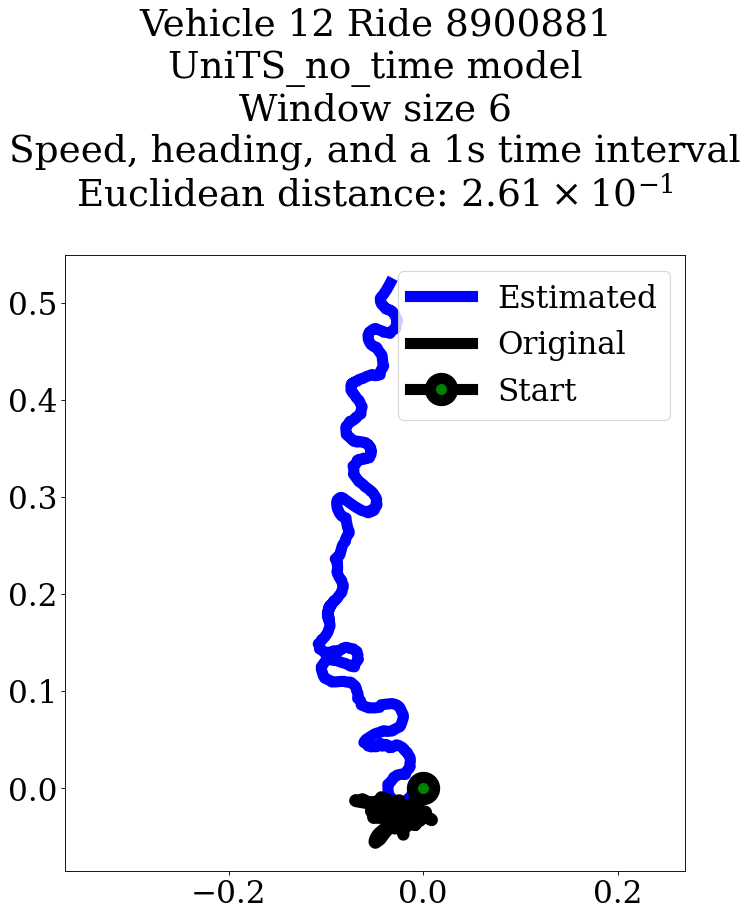 Vehicle 12 Ride 8900881
UniTS_no_time model
Window size 6
Speed, heading, and a 1s time interval
Euclidean distance: 2.61 × 10⁻¹
Estimated
Original
Start
0.5
0.4
0.3
0.2
0.1
0.0
−0.2
0.0
0.2